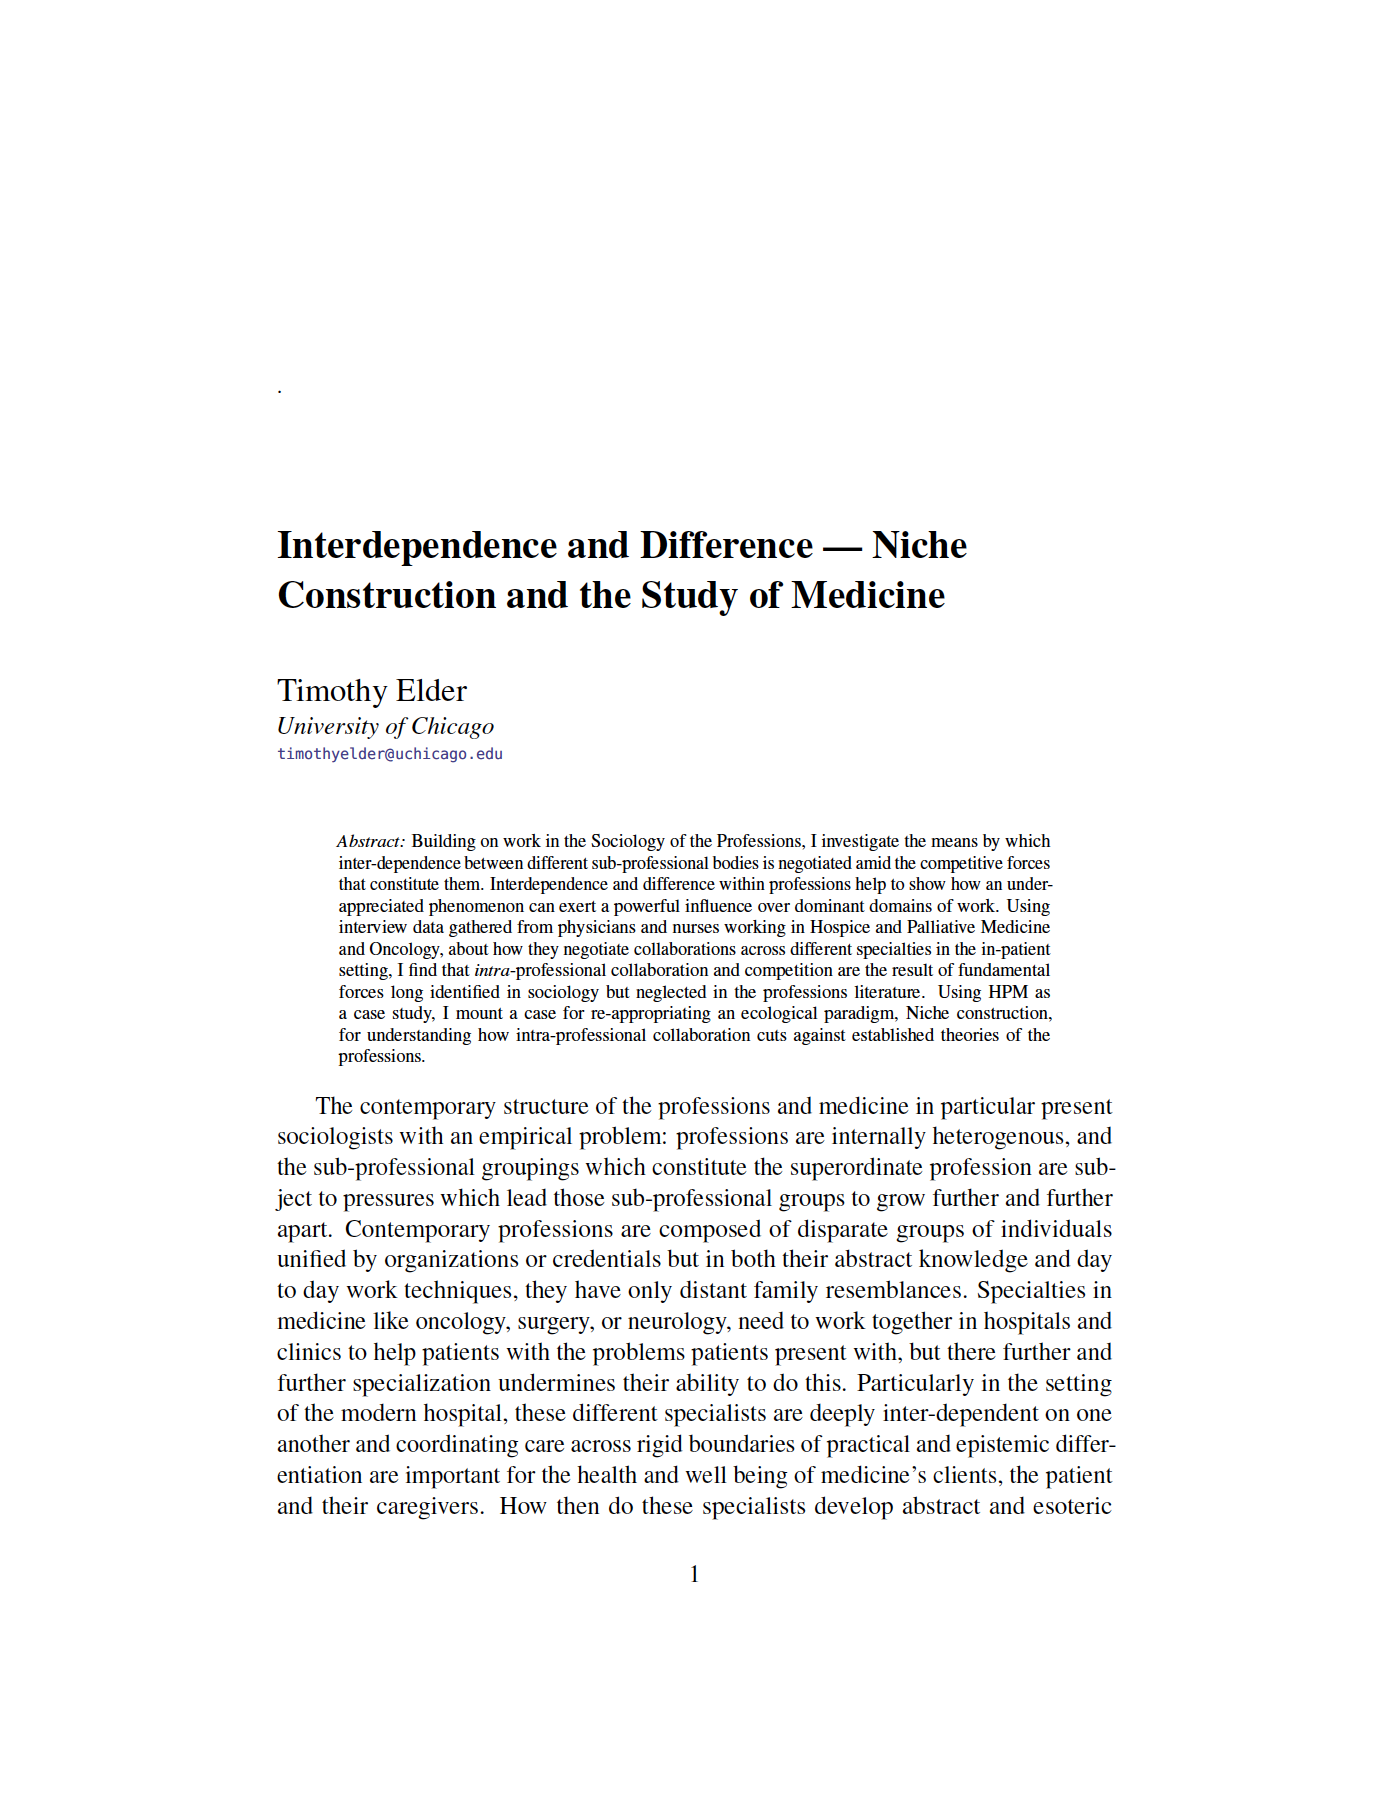 .
Interdependence and Difference — Niche
Construction and the Study of Medicine
Timothy Elder
University of Chicago
timothyelder@uchicago.edu
Abstract: Building on work in the Sociology of the Professions, I investigate the means by which
inter-dependence between different sub-professional bodies is negotiated amid the competitive forces
that constitute them. Interdependence and difference within professions help to show how an under-
appreciated phenomenon can exert a powerful influence over dominant domains of work. Using
interview data gathered from physicians and nurses working in Hospice and Palliative Medicine
and Oncology, about how they negotiate collaborations across different specialties in the in-patient
setting, I find that intra-professional collaboration and competition are the result of fundamental
forces long identified in sociology but neglected in the professions literature. Using HPM as
a case study, I mount a case for re-appropriating an ecological paradigm, Niche construction,
for understanding how intra-professional collaboration cuts against established theories of the
professions.
The contemporary structure of the professions and medicine in particular present
sociologists with an empirical problem: professions are internally heterogenous, and
the sub-professional groupings which constitute the superordinate profession are sub-
ject to pressures which lead those sub-professional groups to grow further and further
apart. Contemporary professions are composed of disparate groups of individuals
unified by organizations or credentials but in both their abstract knowledge and day
to day work techniques, they have only distant family resemblances. Specialties in
medicine like oncology, surgery, or neurology, need to work together in hospitals and
clinics to help patients with the problems patients present with, but there further and
further specialization undermines their ability to do this. Particularly in the setting
of the modern hospital, these different specialists are deeply inter-dependent on one
another and coordinating care across rigid boundaries of practical and epistemic differ-
entiation are important for the health and well being of medicine’s clients, the patient
and their caregivers. How then do these specialists develop abstract and esoteric
1